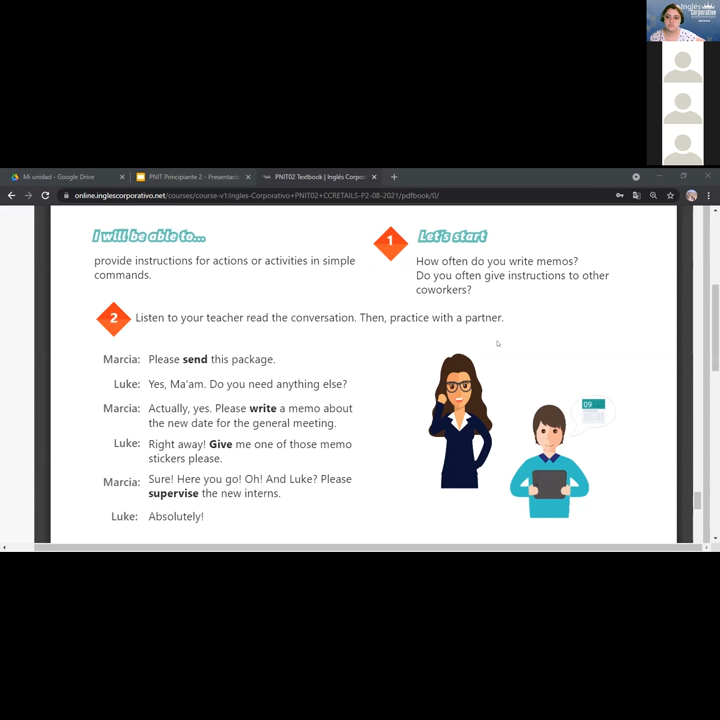 Inglés
Corporativo
Mi unidad - Google Drive
PNIT Principiante 2 - Presentació
PNIT02 Textbook | Inglés Corpora
online.inglescorporativo.net/courses/course-v1:Ingles-Corporativo+PNIT02+CCRETAILS-P2-08-2021/pdfbook/0/
I will be able to...
provide instructions for actions or activities in simple
commands.
1
Let's start
How often do you write memos?
Do you often give instructions to other
coworkers?
2
Listen to your teacher read the conversation. Then, practice with a partner.
Marcia: Please send this package.
Luke: Yes, Ma'am. Do you need anything else?
Marcia: Actually, yes. Please write a memo about
the new date for the general meeting.
Luke: Right away! Give me one of those memo
stickers please.
Marcia: Sure! Here you go! Oh! And Luke? Please
supervise the new interns.
Luke: Absolutely!
09